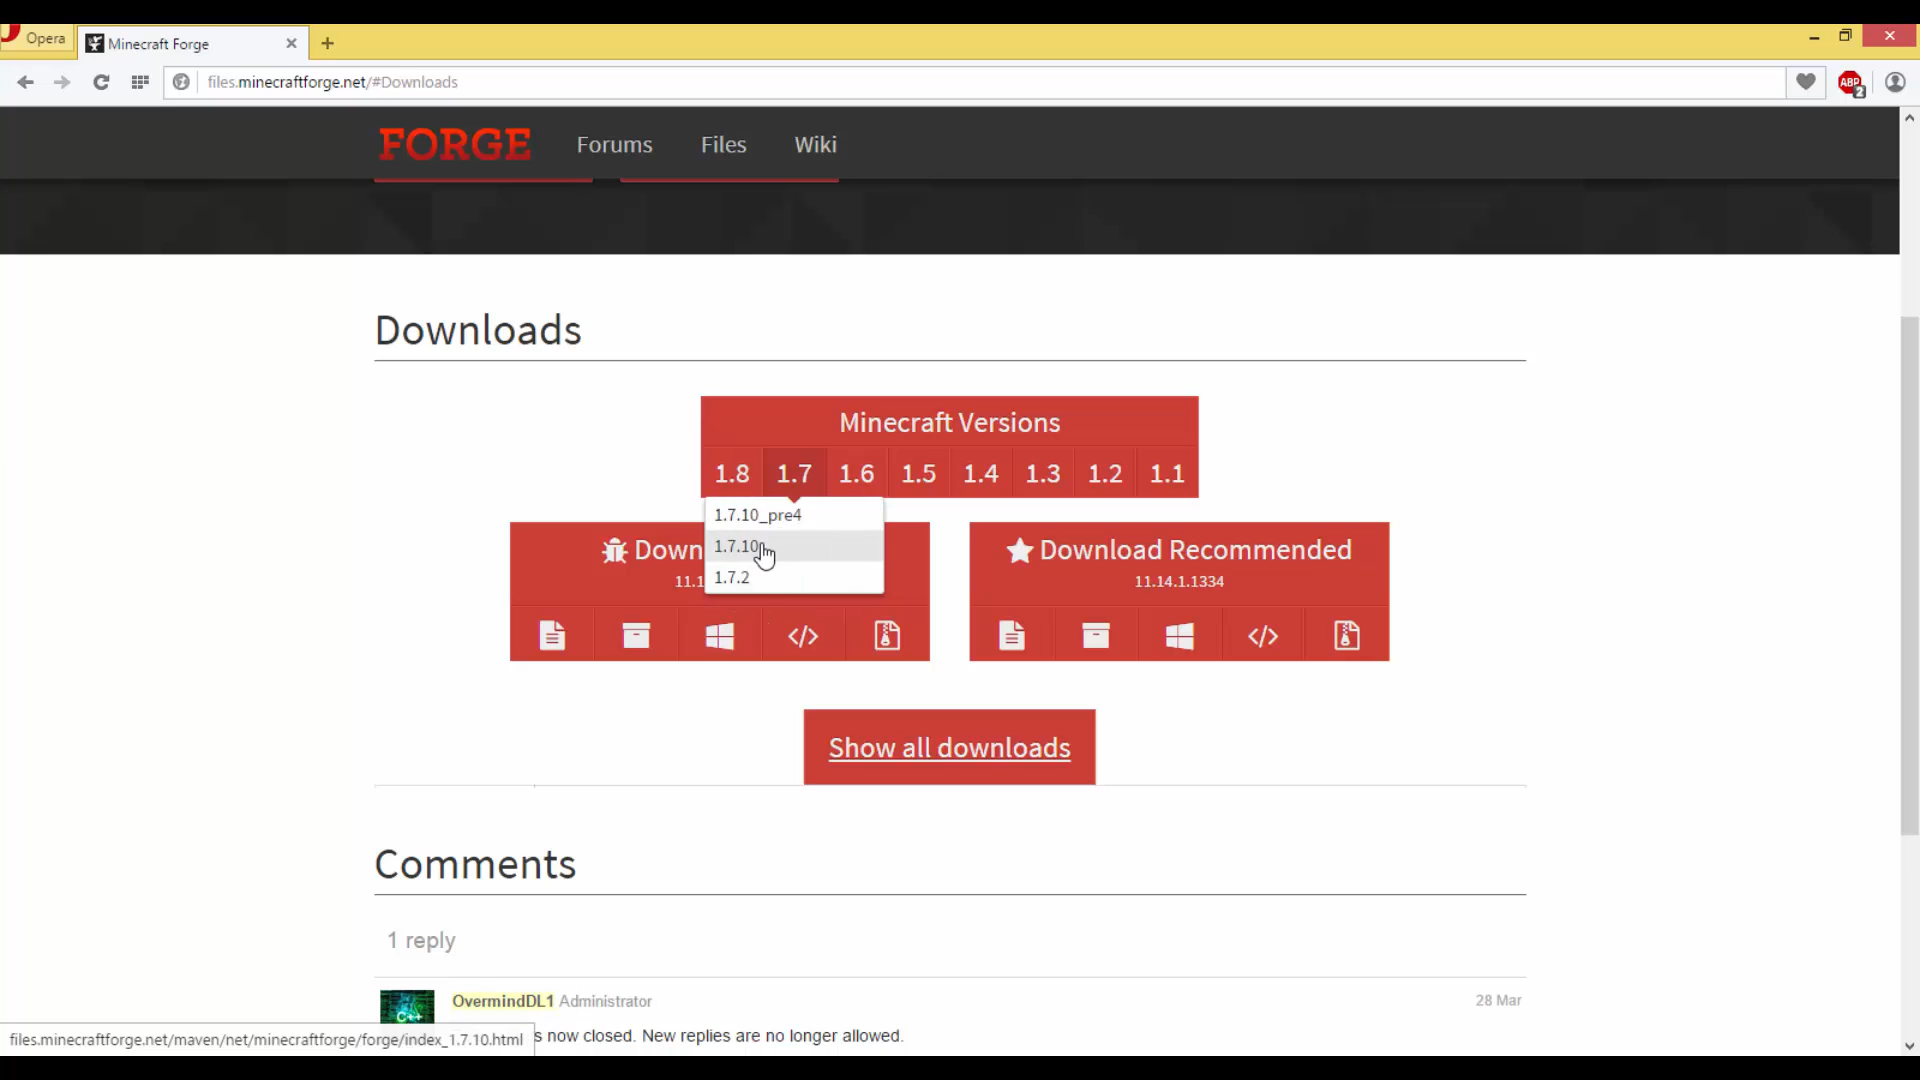 Opera
Minecraft Forge
files.minecraftforge.net/#Downloads
ABP
2
FORGE Forums Files Wiki
Downloads
Minecraft Versions
1.8 1.7 1.6 1.5 1.4 1.3 1.2 1.1
1.7.10_pre4
1.7.10
1.7.2
Down
11.1
Download Recommended
11.14.1.1334
Show all downloads
Comments
1 reply
OvermindDL1 Administrator
28 Mar
C++
s now closed. New replies are no longer allowed.
files.minecraftforge.net/maven/net/minecraftforge/forge/index_1.7.10.html